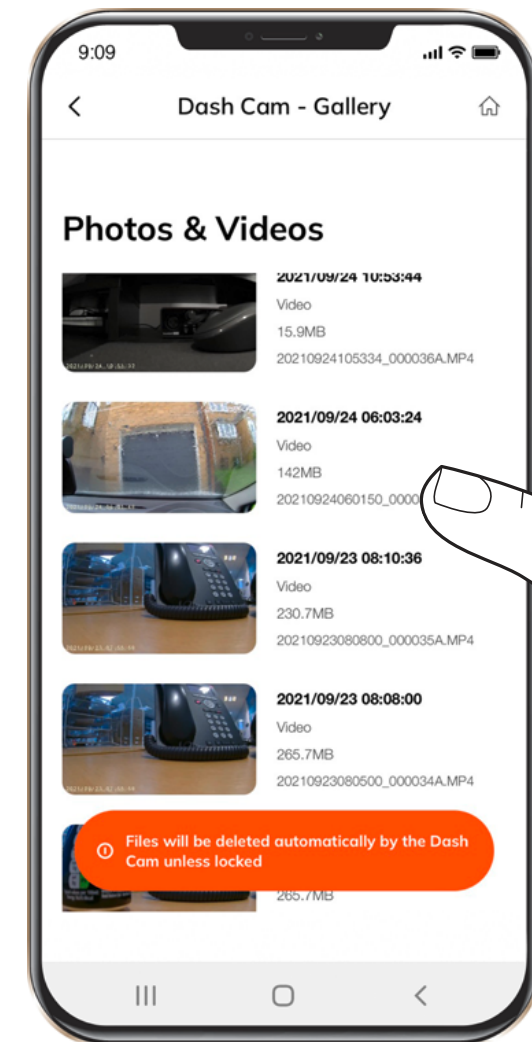 9:09
Dash Cam - Gallery
Photos & Videos
2021/09/24 10:53:44
Video
15.9MB
20210924105334_000036A.MP4
2021/09/24 06:03:24
Video
142MB
20210924060150_0000
2021/09/23 08:10:36
Video
230.7MB
20210923080800_000035A.MP4
2021/09/23 08:08:00
Video
265.7MB
20210923080500_000034A.MP4
Files will be deleted automatically by the Dash
Cam unless locked
265.7MB